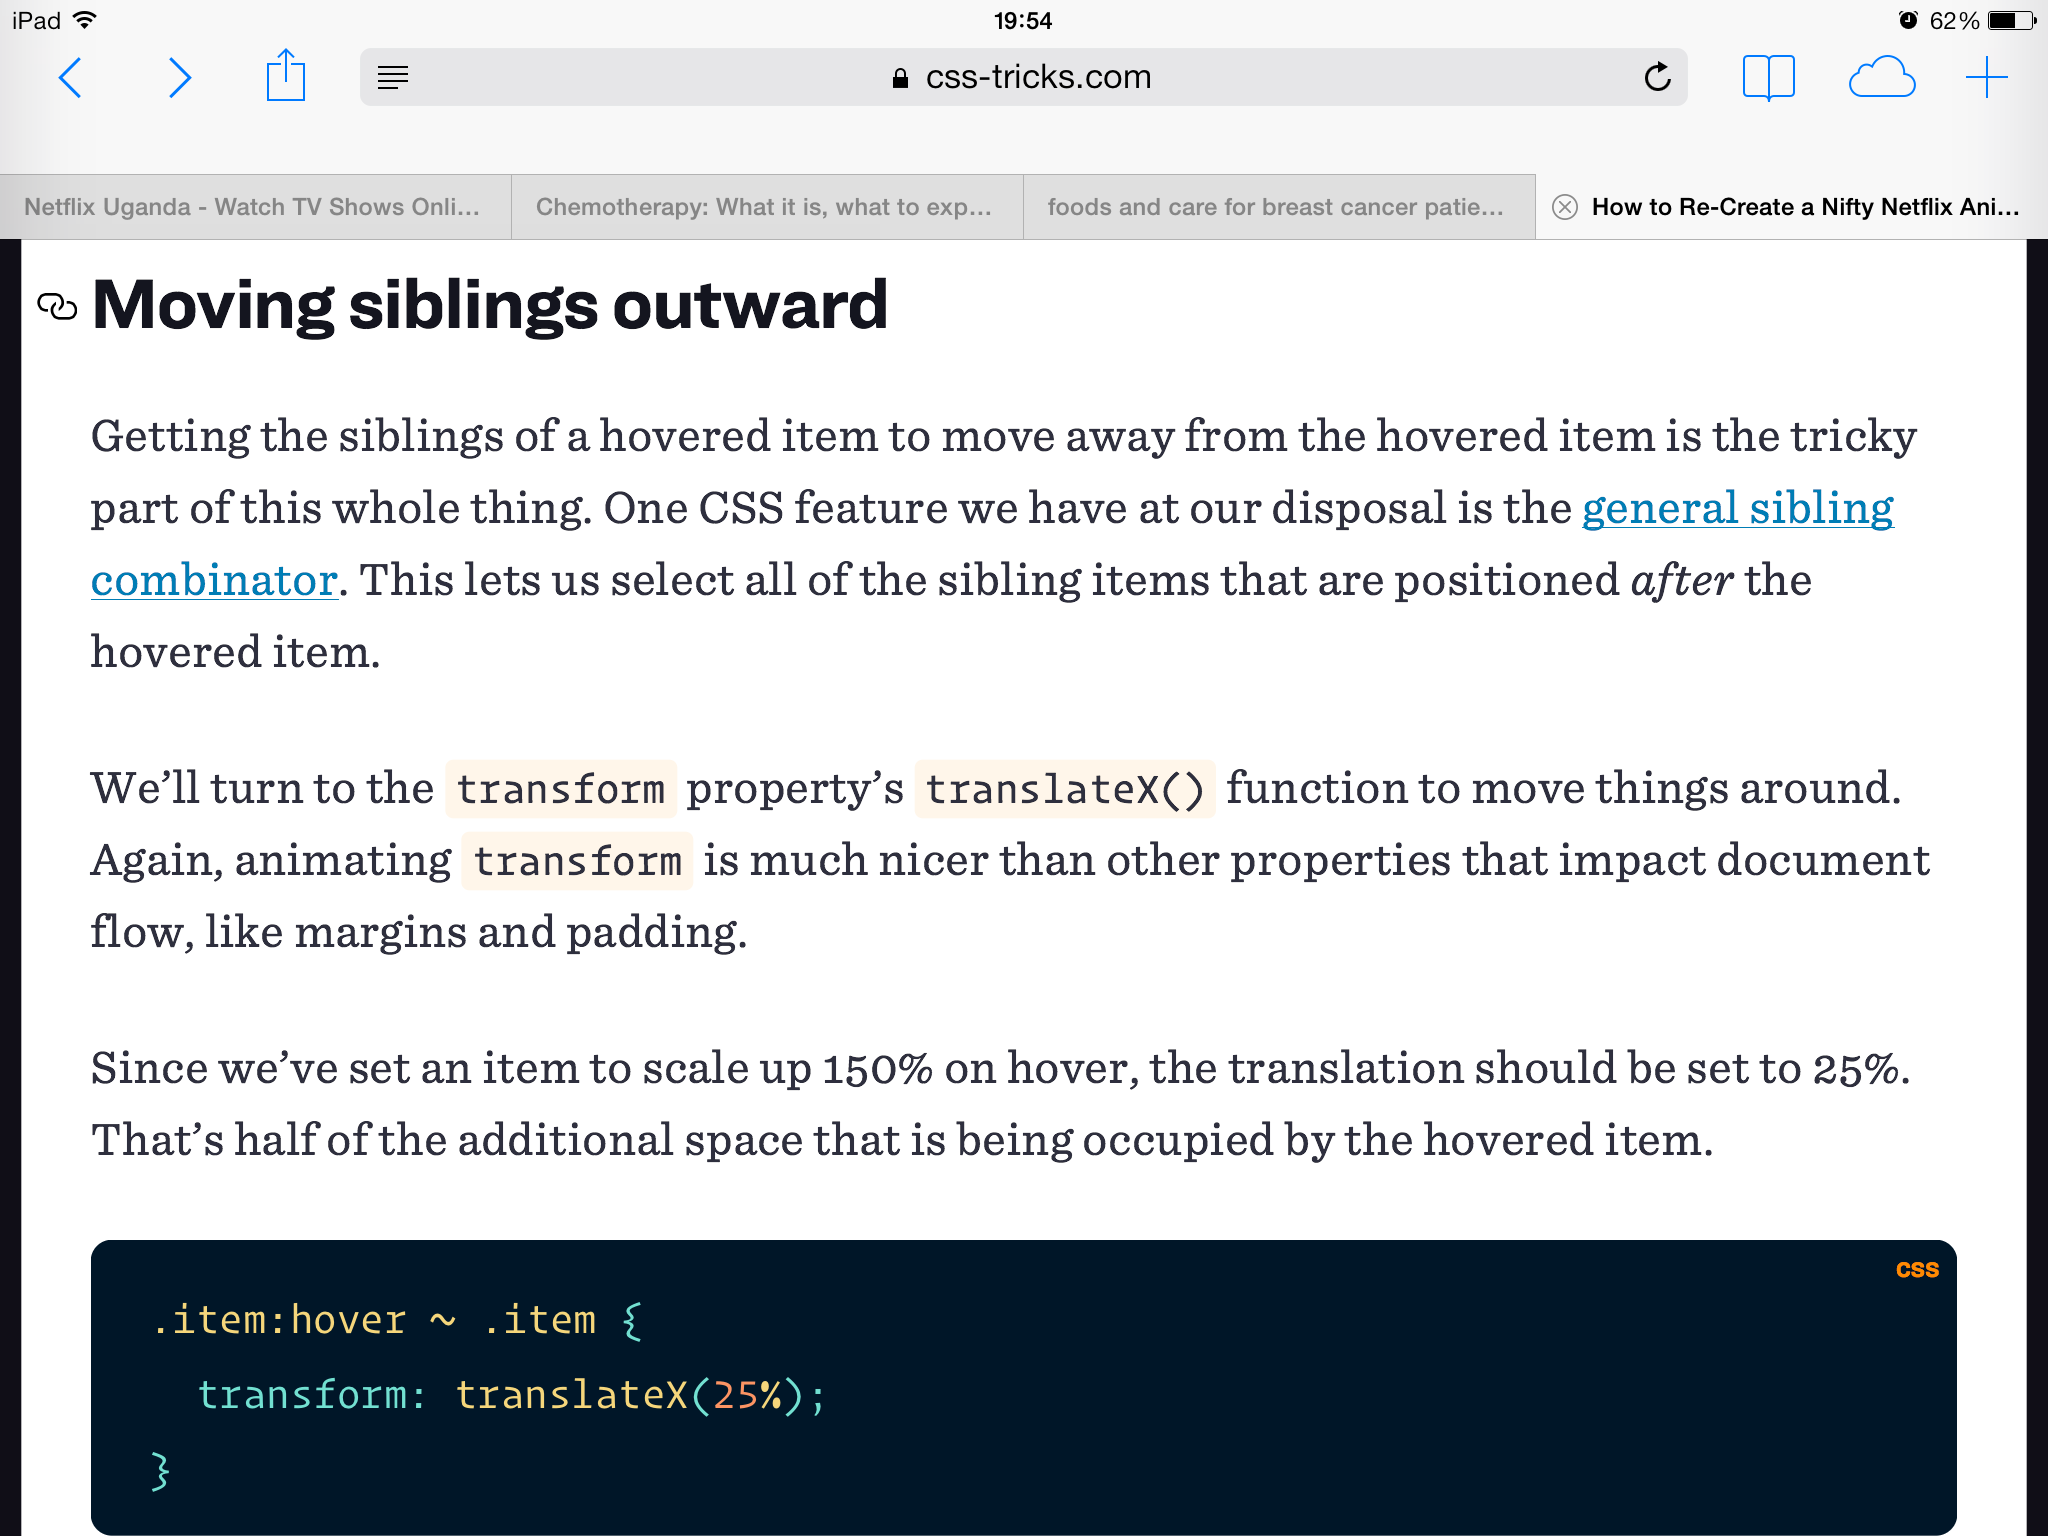 iPad 19:54 62%
css-tricks.com
Netflix Uganda - Watch TV Shows Onli... Chemotherapy: What it is, what to exp... foods and care for breast cancer patie... How to Re-Create a Nifty Netflix Ani...
Moving siblings outward
Getting the siblings of a hovered item to move away from the hovered item is the tricky
part of this whole thing. One CSS feature we have at our disposal is the general sibling
combinator. This lets us select all of the sibling items that are positioned after the
hovered item.
We’ll turn to the transform property’s translateX() function to move things around.
Again, animating transform is much nicer than other properties that impact document
flow, like margins and padding.
Since we’ve set an item to scale up 150% on hover, the translation should be set to 25%.
That’s half of the additional space that is being occupied by the hovered item.
CSS
.item:hover ~ .item {
transform: translateX(25%);
}